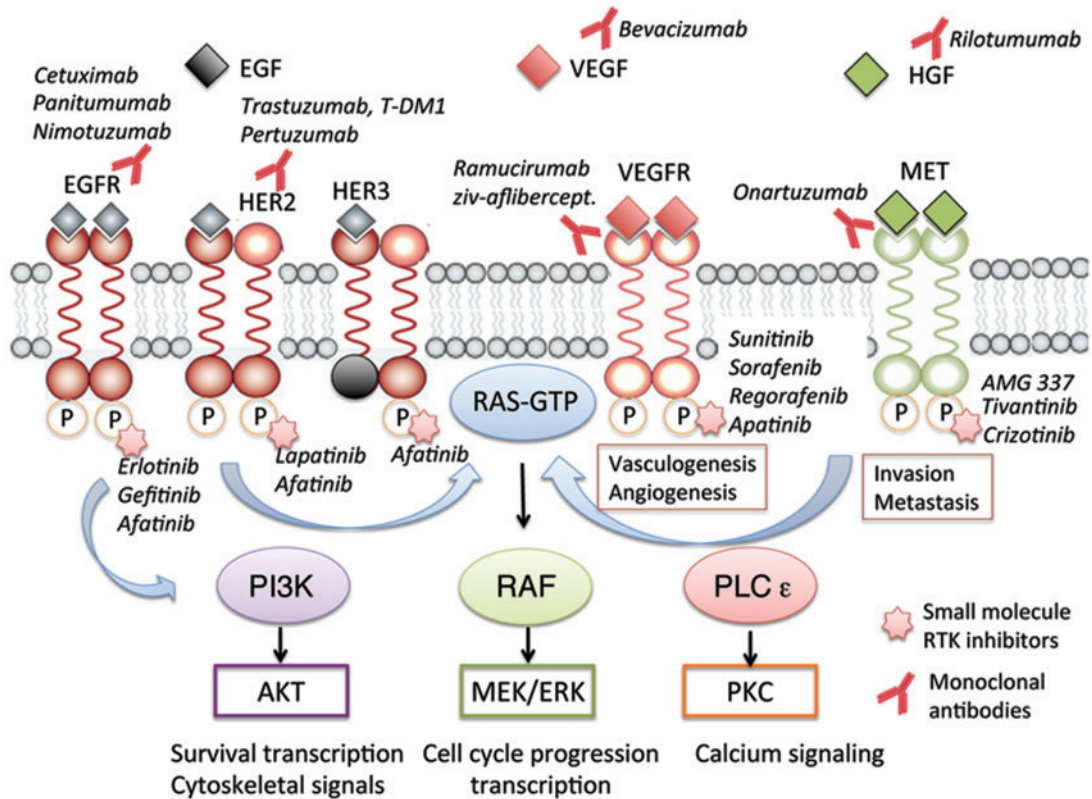 Bevacizumab
EGF
VEGF
Rilotumumab
HGF
Cetuximab
Panitumumab
Nimotuzumab
Trastuzumab, T-DM1
Pertuzumab
EGFR
HER2
HER3
Ramucirumab
ziv-aflibercept.
VEGFR
Onartuzumab
MET
P
P
P
P
P
P
P
P
P
Erlotinib
Gefitinib
Afatinib
Lapatinib
Afatinib
Afatinib
RAS-GTP
Sunitinib
Sorafenib
Regorafenib
Apatinib
AMG 337
Tivantinib
Crizotinib
Vasculogenesis
Angiogenesis
Invasion
Metastasis
PI3K
RAF
PLC ε
AKT
MEK/ERK
PKC
Survival transcription
Cytoskeletal signals
Cell cycle progression
transcription
Calcium signaling
Small molecule
RTK inhibitors
Monoclonal
antibodies